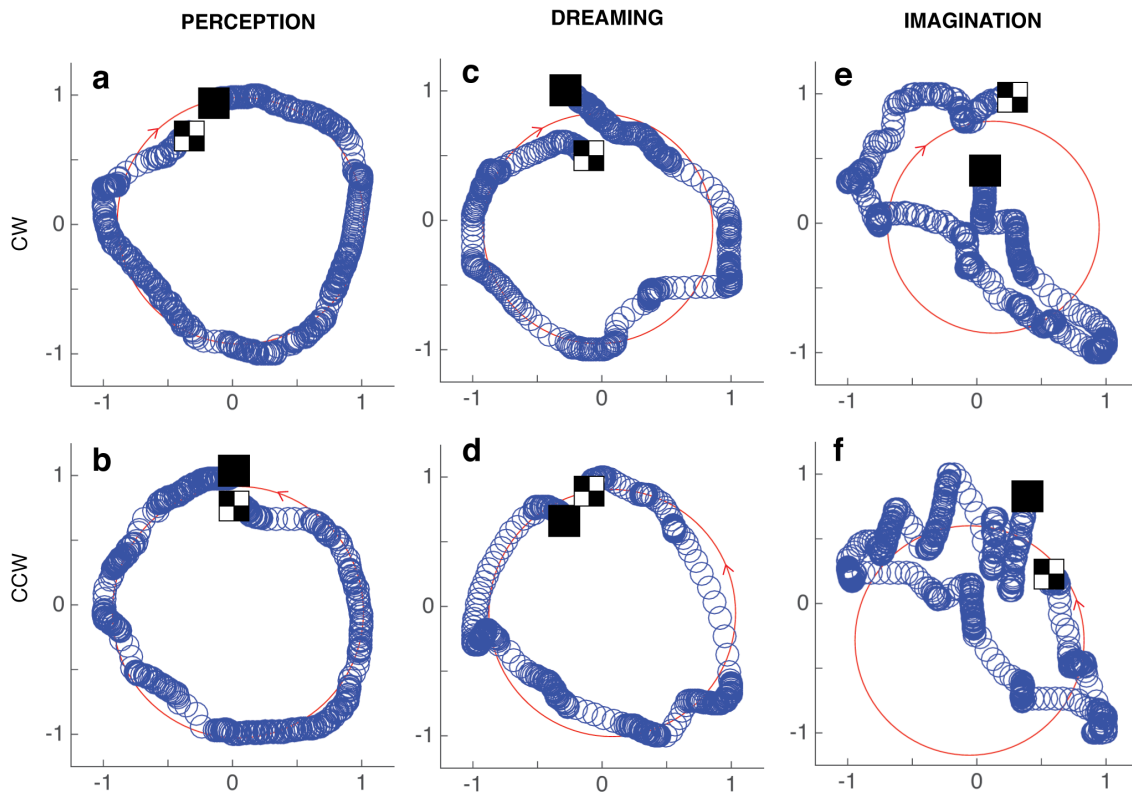 PERCEPTION DREAMING IMAGINATION
a c e
CW
1 1 1
0 0 0
-1 -1 -1
-1 0 1 -1 0 1 -1 0 1
b d f
CCW
1 1 1
0 0 0
-1 -1 -1
-1 0 1 -1 0 1 -1 0 1